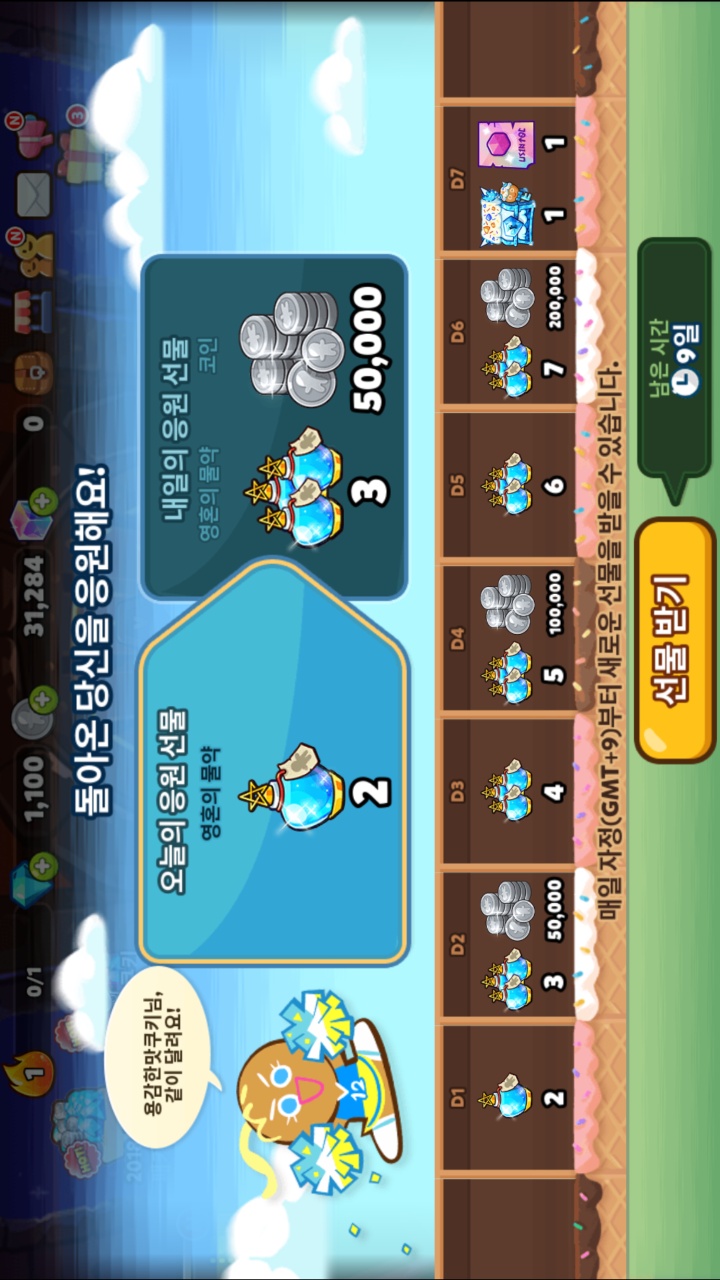 1
0/1
1,100
31,284
0
N
N
3
HOT!
돌아온 당신을 응원해요!
용감한맛 쿠키님,
같이 달려요!
12
오늘의 응원 선물
영혼의 물약
2
내일의 응원 선물
영혼의 물약
코인
3
50,000
D1
D2
D3
D4
D5
D6
D7
2
3
50,000
4
5
100,000
6
7
200,000
1
1
매일 자정(GMT+9)부터 새로운 선물을 받을 수 있습니다.
선물 받기
남은 시간
9일